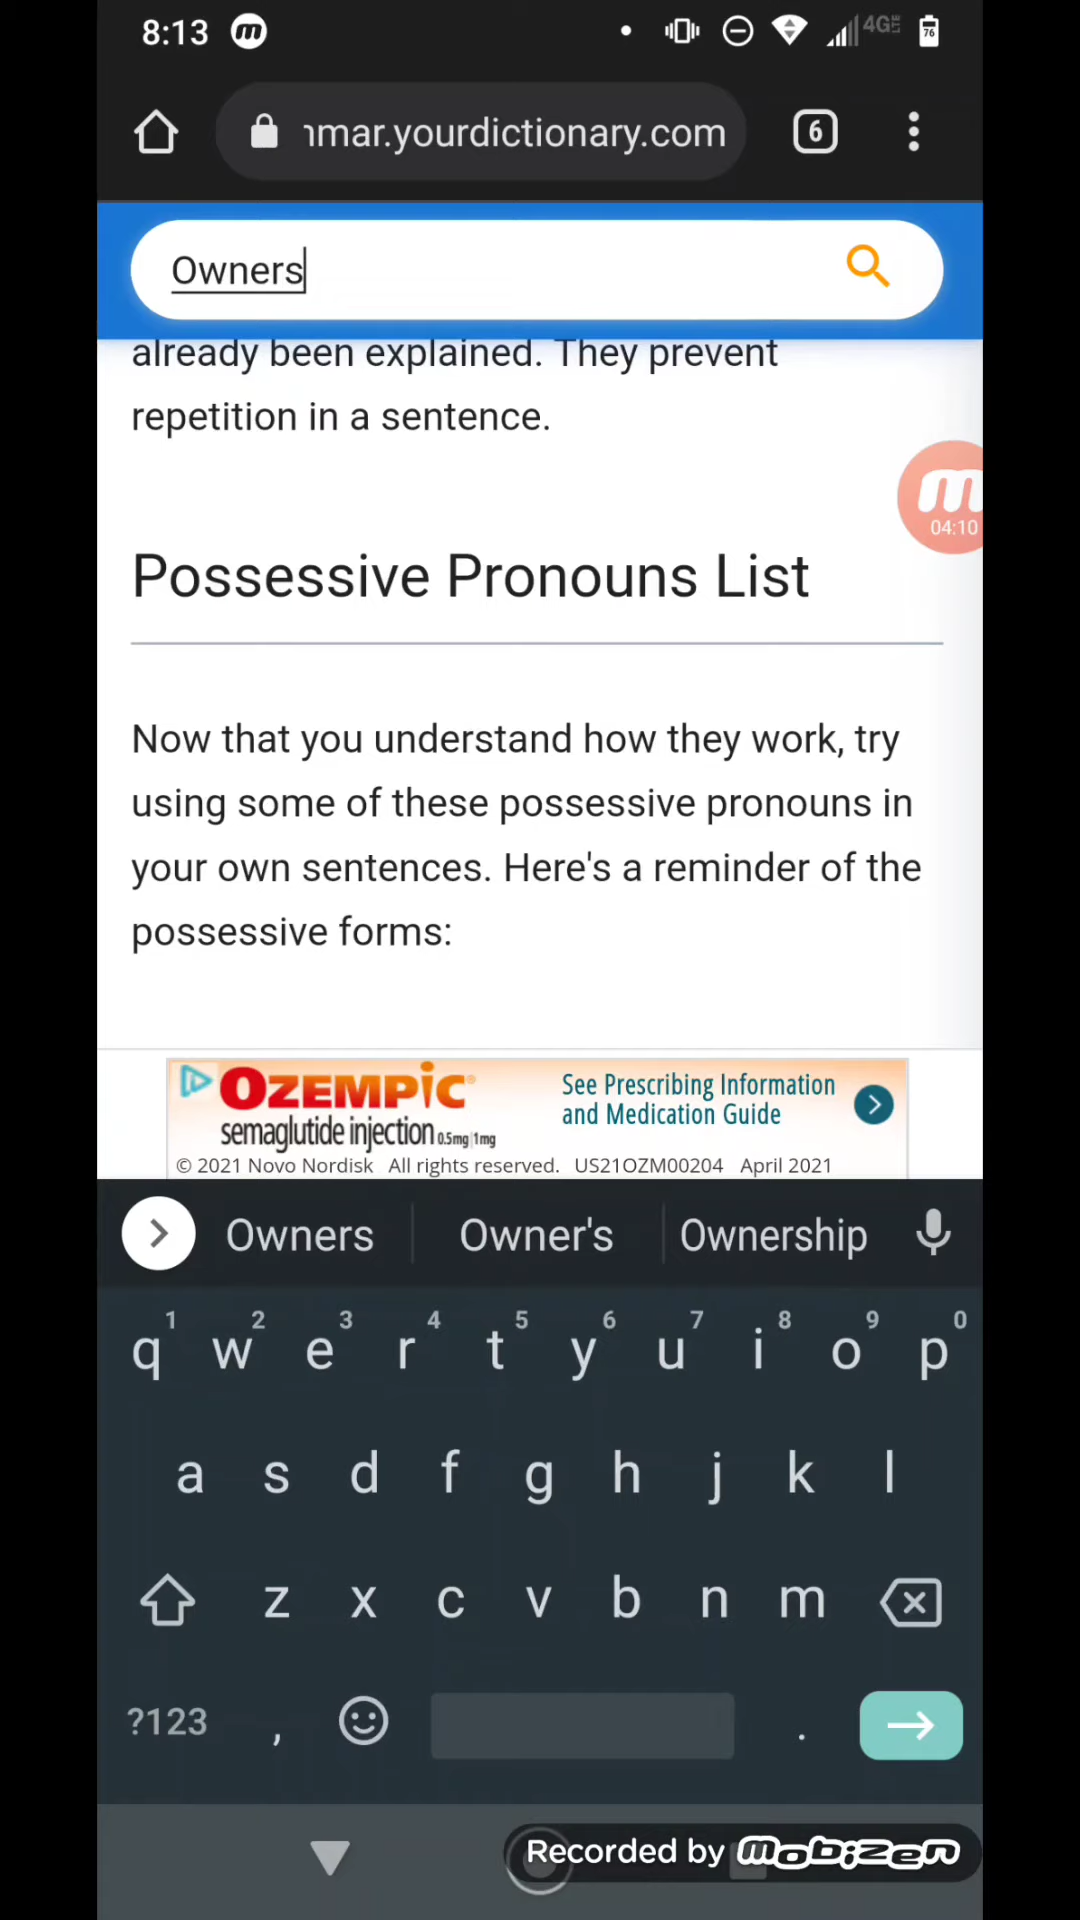 8:13 m 4G LTE 76
nmar.yourdictionary.com 6
Owners
already been explained. They prevent
repetition in a sentence.
m
04:10
Possessive Pronouns List
Now that you understand how they work, try
using some of these possessive pronouns in
your own sentences. Here's a reminder of the
possessive forms:
OZEMPIC®
semaglutide injection 0.5mg|1mg
See Prescribing Information
and Medication Guide
© 2021 Novo Nordisk All rights reserved. US21OZM00204 April 2021
Owners Owner's Ownership
1 2 3 4 5 6 7 8 9 0
q w e r t y u i o p
a s d f g h j k l
z x c v b n m
?123 , .
Recorded by mobizen